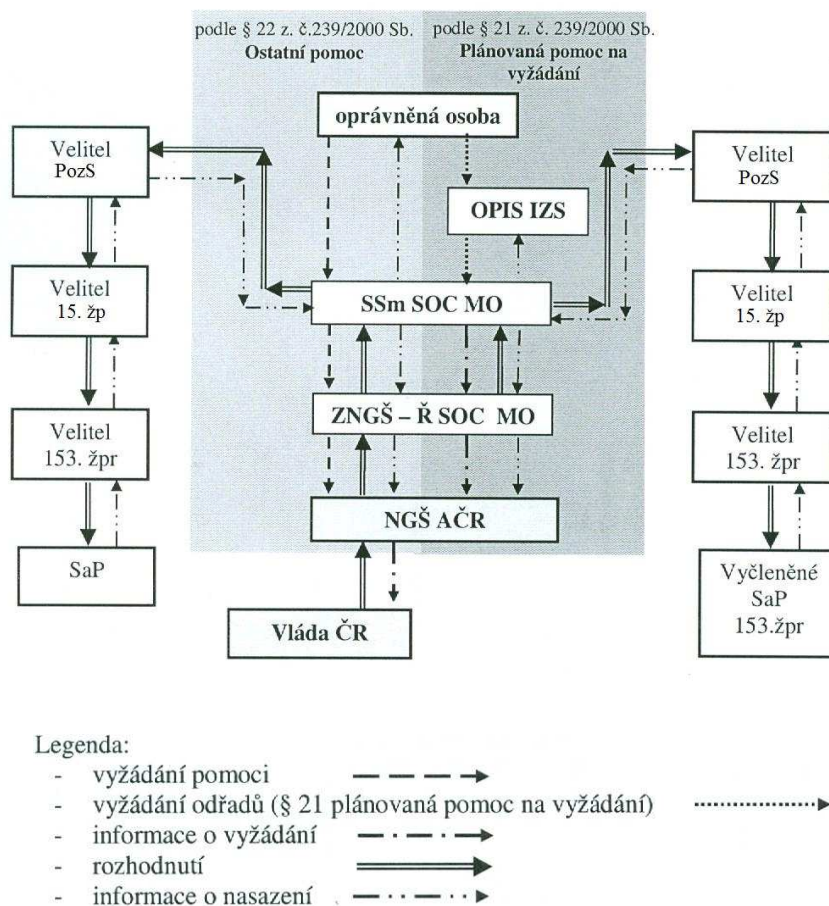 podle § 22 z. č.239/2000 Sb.
Ostatní pomoc
podle § 21 z. č. 239/2000 Sb.
Plánovaná pomoc na
vyžádání
oprávněná osoba
Velitel
PozS
Velitel
PozS
OPIS IZS
Velitel
15. žp
SSm SOC MO
Velitel
15. žp
Velitel
153. žpr
ZNGŠ – Ř SOC MO
Velitel
153. žpr
NGŠ AČR
SaP
Vyčleněné
SaP
153.žpr
Vláda ČR
Legenda:
- vyžádání pomoci
- vyžádání odřadů (§ 21 plánovaná pomoc na vyžádání)
- informace o vyžádání
- rozhodnutí
- informace o nasazení